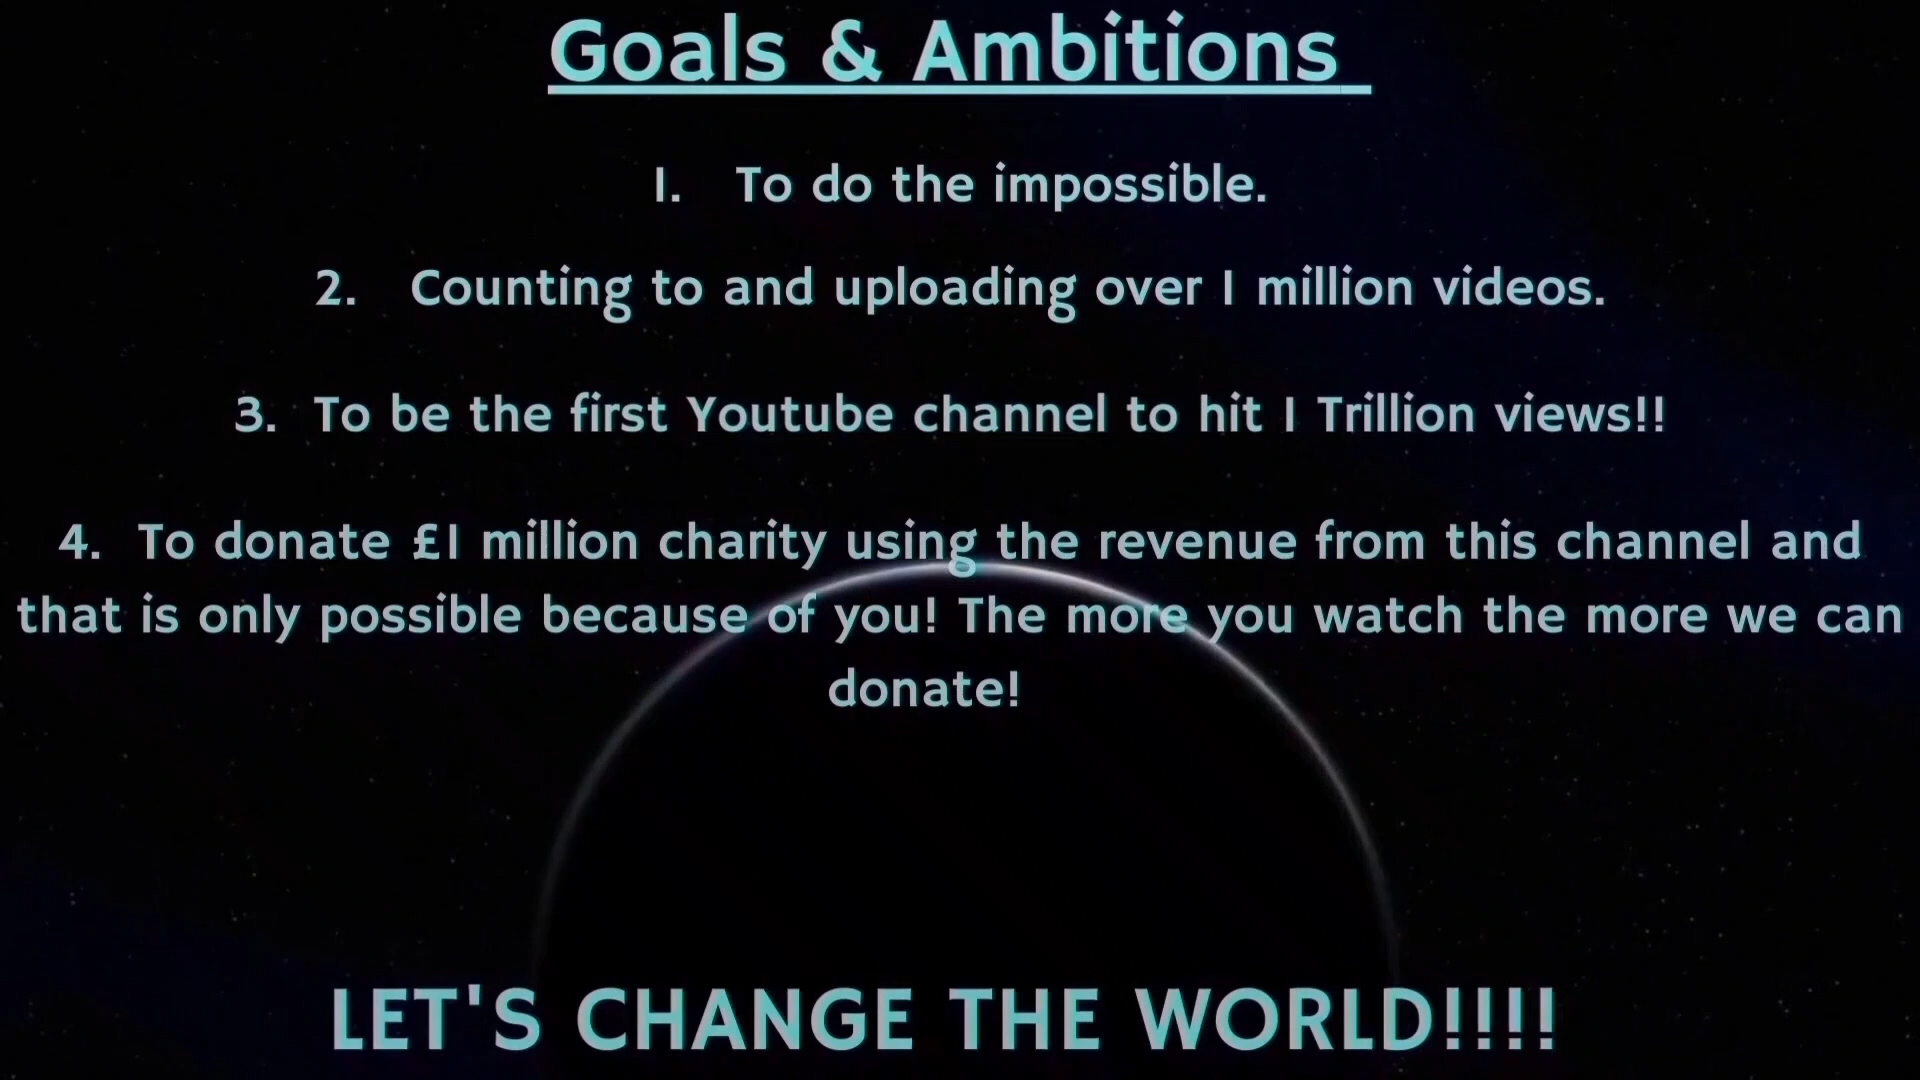 Goals & Ambitions
1. To do the impossible.
2. Counting to and uploading over 1 million videos.
3. To be the first Youtube channel to hit 1 Trillion views!!
4. To donate £1 million charity using the revenue from this channel and
that is only possible because of you! The more you watch the more we can
donate!
LET'S CHANGE THE WORLD!!!!